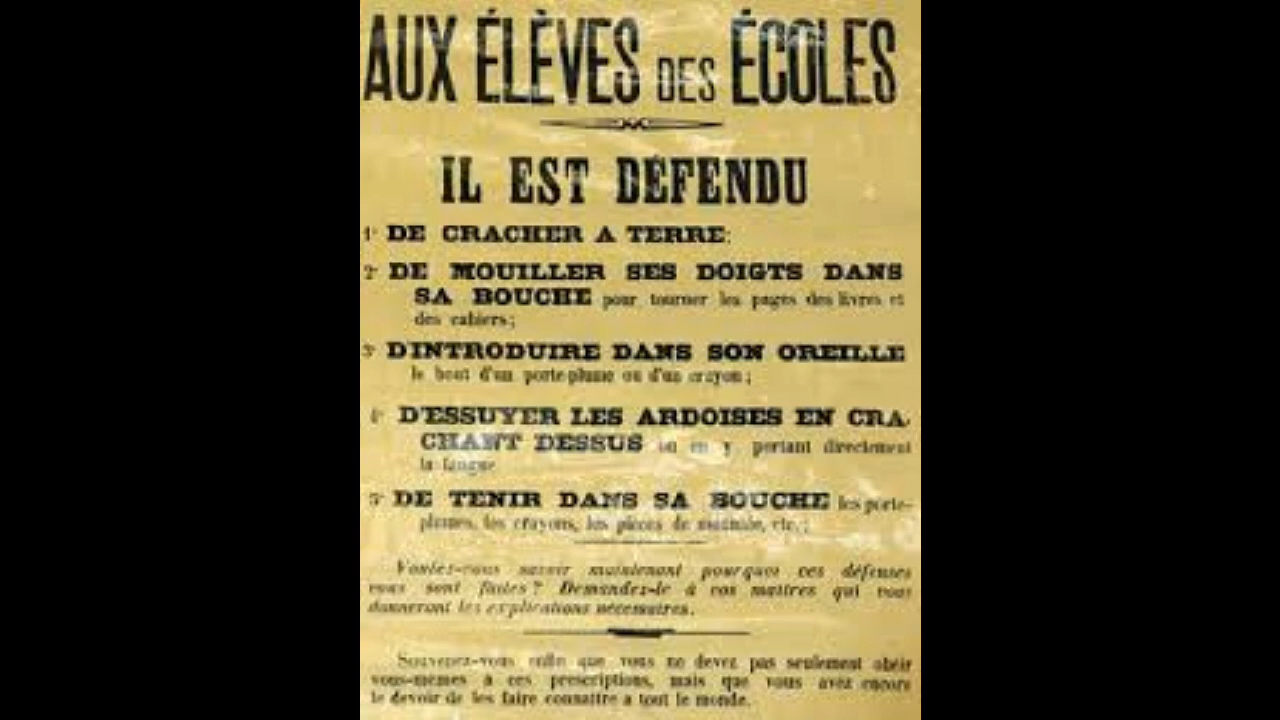 AUX ÉLÈVES DES ÉCOLES
IL EST DÉFENDU
1° DE CRACHER A TERRE;
2° DE MOUILLER SES DOIGTS DANS
SA BOUCHE pour tourner les pages des livres et
des cahiers;
3° D'INTRODUIRE DANS SON OREILLE
le bout d'un porte-plume ou d'un crayon;
4° D'ESSUYER LES ARDOISES EN CRA-
CHANT DESSUS ou en y portant directement
la langue
5° DE TENIR DANS SA BOUCHE les porte-
plumes, les crayons, les pièces de monnaie, etc.;
Voulez-vous savoir maintenant pourquoi ces défenses
vous sont faites? Demandez-le à vos maîtres qui vous
donneront les explications nécessaires.
Souvenez-vous enfin que vous ne devez pas seulement obéir
vous-mêmes à ces prescriptions, mais que vous avez encore
le devoir de les faire connaître a tout le monde.